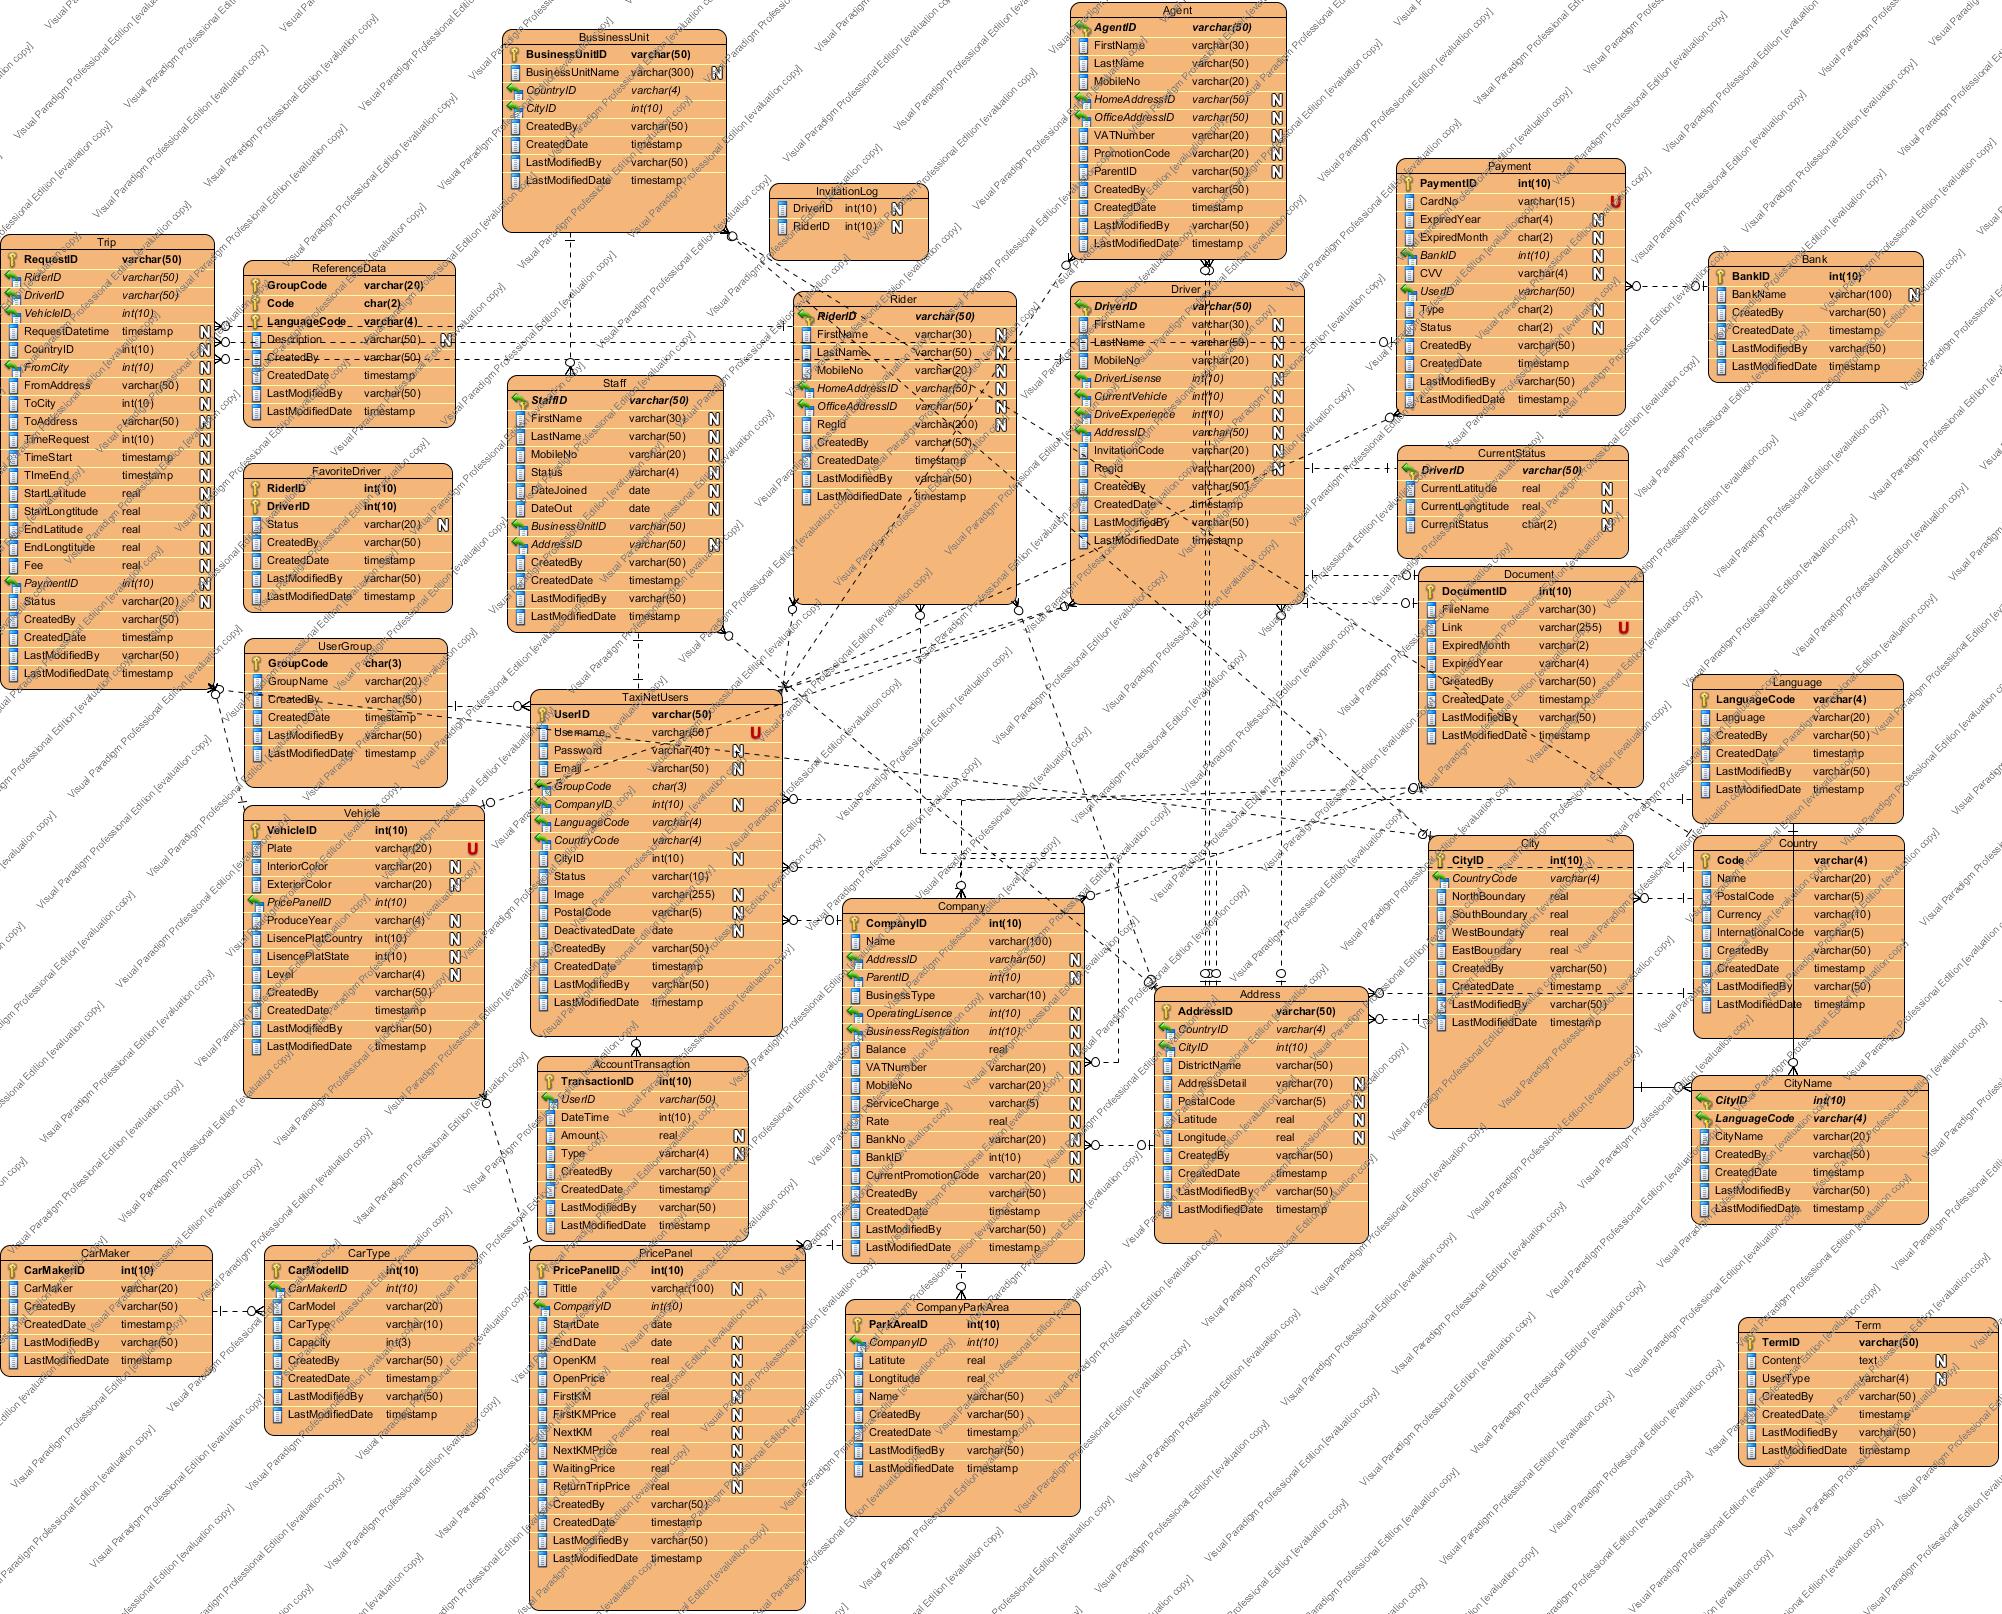 BussinessUnit
BusinessUnitID varchar(50)
BusinessUnitName varchar(300) N
CountryID varchar(4)
CityID int(10)
CreatedBy varchar(50)
CreatedDate timestamp
LastModifiedBy varchar(50)
LastModifiedDate timestamp
Agent
AgentID varchar(50)
FirstName varchar(30)
LastName varchar(50)
MobileNo varchar(20)
HomeAddressID varchar(50) N
OfficeAddressID varchar(50) N
VATNumber varchar(20) N
PromotionCode varchar(20) N
ParentID varchar(50) N
CreatedBy varchar(50)
CreatedDate timestamp
LastModifiedBy varchar(50)
LastModifiedDate timestamp
InvitationLog
DriverID int(10) N
RiderID int(10) N
Payment
PaymentID int(10)
CardNo varchar(15) U
ExpiredYear char(4) N
ExpiredMonth char(2) N
BankID int(10) N
CVV varchar(4) N
UserID varchar(50)
Type char(2) N
Status char(2) N
CreatedBy varchar(50)
CreatedDate timestamp
LastModifiedBy varchar(50)
LastModifiedDate timestamp
Bank
BankID int(10)
BankName varchar(100) N
CreatedBy varchar(50)
CreatedDate timestamp
LastModifiedBy varchar(50)
LastModifiedDate timestamp
Trip
RequestID varchar(50)
RiderID varchar(50)
DriverID varchar(50)
VehicleID int(10)
RequestDatetime timestamp N
CountryID int(10) N
FromCity int(10) N
FromAddress varchar(50) N
ToCity int(10) N
ToAddress varchar(50) N
TimeRequest int(10) N
TimeStart timestamp N
TImeEnd timestamp N
StartLatitude real N
StartLongtitude real N
EndLatitude real N
EndLongtitude real N
Fee real N
PaymentID int(10) N
Status varchar(20) N
CreatedBy varchar(50)
CreatedDate timestamp
LastModifiedBy varchar(50)
LastModifiedDate timestamp
ReferenceData
GroupCode varchar(20)
Code char(2)
LanguageCode varchar(4)
Description varchar(50) N
CreatedBy varchar(50)
CreatedDate timestamp
LastModifiedBy varchar(50)
LastModifiedDate timestamp
Rider
RiderID varchar(50)
FirstName varchar(30) N
LastName varchar(50) N
MobileNo varchar(20) N
HomeAddressID varchar(50) N
OfficeAddressID varchar(50) N
RegId varchar(200) N
CreatedBy varchar(50)
CreatedDate timestamp
LastModifiedBy varchar(50)
LastModifiedDate timestamp
Driver
DriverID varchar(50)
FirstName varchar(30) N
LastName varchar(50) N
MobileNo varchar(20) N
DriverLisense int(10) N
CurrentVehicle int(10) N
DriveExperience int(10) N
AddressID varchar(50) N
InvitationCode varchar(20) N
RegId varchar(200) N
CreatedBy varchar(50)
CreatedDate timestamp
LastModifiedBy varchar(50)
LastModifiedDate timestamp
Staff
StaffID varchar(50)
FirstName varchar(30) N
LastName varchar(50) N
MobileNo varchar(20) N
Status varchar(4) N
DateJoined date N
DateOut date N
BusinessUnitID varchar(50)
AddressID varchar(50) N
CreatedBy varchar(50)
CreatedDate timestamp
LastModifiedBy varchar(50)
LastModifiedDate timestamp
FavoriteDriver
RiderID int(10)
DriverID int(10)
Status varchar(20) N
CreatedBy varchar(50)
CreatedDate timestamp
LastModifiedBy varchar(50)
LastModifiedDate timestamp
CurrentStatus
DriverID varchar(50)
CurrentLatitude real N
CurrentLongtitude real N
CurrentStatus char(2) N
Document
DocumentID int(10)
FileName varchar(30)
Link varchar(255) U
ExpiredMonth varchar(2)
ExpiredYear varchar(4)
CreatedBy varchar(50)
CreatedDate timestamp
LastModifiedBy varchar(50)
LastModifiedDate timestamp
UserGroup
GroupCode char(3)
GroupName varchar(20)
CreatedBy varchar(50)
CreatedDate timestamp
LastModifiedBy varchar(50)
LastModifiedDate timestamp
TaxiNetUsers
UserID varchar(50)
Username varchar(50) U
Password varchar(40) N
Email varchar(50) N
GroupCode char(3)
CompanyID int(10) N
LanguageCode varchar(4)
CountryCode varchar(4)
CityID int(10) N
Status varchar(10)
Image varchar(255) N
PostalCode varchar(5) N
DeactivatedDate date N
CreatedBy varchar(50)
CreatedDate timestamp
LastModifiedBy varchar(50)
LastModifiedDate timestamp
Language
LanguageCode varchar(4)
Language varchar(20)
CreatedBy varchar(50)
CreatedDate timestamp
LastModifiedBy varchar(50)
LastModifiedDate timestamp
Vehicle
VehicleID int(10)
Plate varchar(20) U
InteriorColor varchar(20) N
ExteriorColor varchar(20) N
PricePanelID int(10)
ProduceYear varchar(4) N
LisencePlatCountry int(10) N
LisencePlatState int(10) N
Level varchar(4) N
CreatedBy varchar(50)
CreatedDate timestamp
LastModifiedBy varchar(50)
LastModifiedDate timestamp
City
CityID int(10)
CountryCode varchar(4)
NorthBoundary real
SouthBoundary real
WestBoundary real
EastBoundary real
CreatedBy varchar(50)
CreatedDate timestamp
LastModifiedBy varchar(50)
LastModifiedDate timestamp
Country
Code varchar(4)
Name varchar(20)
PostalCode varchar(5)
Currency varchar(10)
InternationalCode varchar(5)
CreatedBy varchar(50)
CreatedDate timestamp
LastModifiedBy varchar(50)
LastModifiedDate timestamp
Company
CompanyID int(10)
Name varchar(100)
AddressID varchar(50) N
ParentID int(10) N
BusinessType varchar(10)
OperatingLisence int(10) N
BusinessRegistration int(10) N
Balance real N
VATNumber varchar(20) N
MobileNo varchar(20) N
ServiceCharge varchar(5) N
Rate real N
BankNo varchar(20) N
BankID int(10) N
CurrentPromotionCode varchar(20) N
CreatedBy varchar(50)
CreatedDate timestamp
LastModifiedBy varchar(50)
LastModifiedDate timestamp
Address
AddressID varchar(50)
CountryID varchar(4)
CityID int(10)
DistrictName varchar(50)
AddressDetail varchar(70) N
PostalCode varchar(5) N
Latitude real N
Longitude real N
CreatedBy varchar(50)
CreatedDate timestamp
LastModifiedBy varchar(50)
LastModifiedDate timestamp
AccountTransaction
TransactionID int(10)
UserID varchar(50)
DateTime int(10)
Amount real N
Type varchar(4) N
CreatedBy varchar(50)
CreatedDate timestamp
LastModifiedBy varchar(50)
LastModifiedDate timestamp
CityName
CityID int(10)
LanguageCode varchar(4)
CityName varchar(20)
CreatedBy varchar(50)
CreatedDate timestamp
LastModifiedBy varchar(50)
LastModifiedDate timestamp
CarMaker
CarMakerID int(10)
CarMaker varchar(20)
CreatedBy varchar(50)
CreatedDate timestamp
LastModifiedBy varchar(50)
LastModifiedDate timestamp
CarType
CarModelID int(10)
CarMakerID int(10)
CarModel varchar(20)
CarType varchar(10)
Capacity int(3)
CreatedBy varchar(50)
CreatedDate timestamp
LastModifiedBy varchar(50)
LastModifiedDate timestamp
PricePanel
PricePanelID int(10)
Tittle varchar(100) N
CompanyID int(10)
StartDate date
EndDate date N
OpenKM real N
OpenPrice real N
FirstKM real N
FirstKMPrice real N
NextKM real N
NextKMPrice real N
WaitingPrice real N
ReturnTripPrice real N
CreatedBy varchar(50)
CreatedDate timestamp
LastModifiedBy varchar(50)
LastModifiedDate timestamp
CompanyParkArea
ParkAreaID int(10)
CompanyID int(10)
Latitute real
Longtitude real
Name varchar(50)
CreatedBy varchar(50)
CreatedDate timestamp
LastModifiedBy varchar(50)
LastModifiedDate timestamp
Term
TermID varchar(50)
Content text N
UserType varchar(4) N
CreatedBy varchar(50)
CreatedDate timestamp
LastModifiedBy varchar(50)
LastModifiedDate timestamp
Visual Paradigm Professional Edition [evaluation copy]